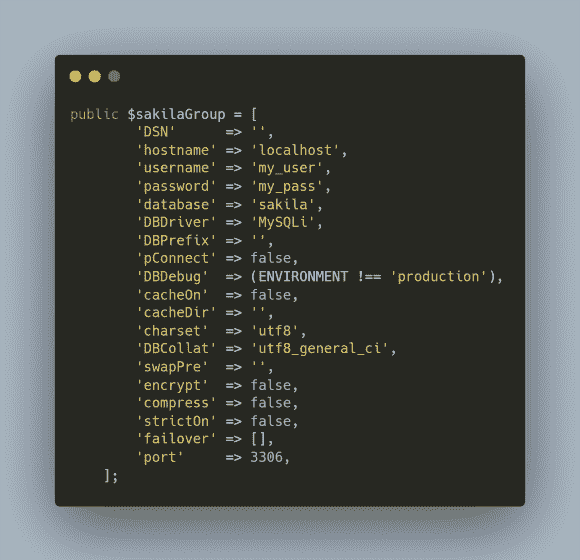 public $sakilaGroup = [
        'DSN'      => '',
        'hostname' => 'localhost',
        'username' => 'my_user',
        'password' => 'my_pass',
        'database' => 'sakila',
        'DBDriver' => 'MySQLi',
        'DBPrefix' => '',
        'pConnect' => false,
        'DBDebug'  => (ENVIRONMENT !== 'production'),
        'cacheOn'  => false,
        'cacheDir' => '',
        'charset'  => 'utf8',
        'DBCollat' => 'utf8_general_ci',
        'swapPre'  => '',
        'encrypt'  => false,
        'compress' => false,
        'strictOn' => false,
        'failover' => [],
        'port'     => 3306,
    ];